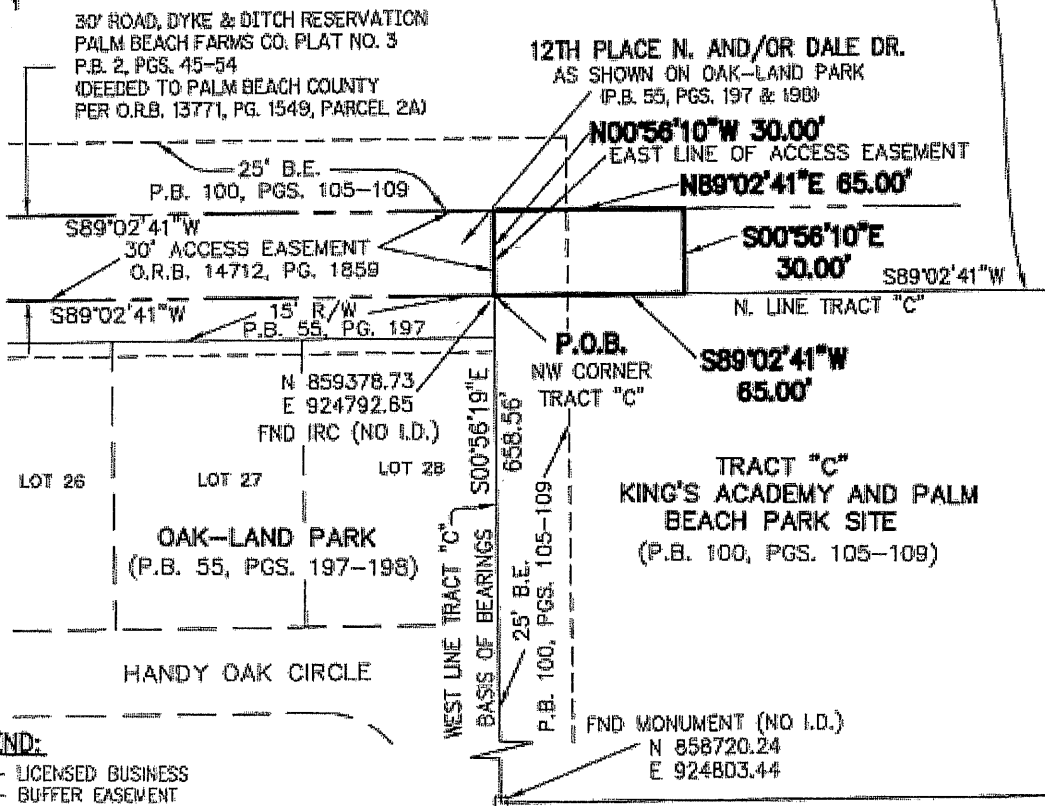 30' ROAD, DYKE & DITCH RESERVATION
PALM BEACH FARMS CO. PLAT NO. 3
P.B. 2, PGS. 45-54
(DEEDED TO PALM BEACH COUNTY
PER O.R.B. 13771, PG. 1549, PARCEL 2A)
12TH PLACE N. AND/OR DALE DR.
AS SHOWN ON OAK-LAND PARK
(P.B. 55, PGS. 197 & 198)
N00°56'10"W 30.00'
EAST LINE OF ACCESS EASEMENT
N89°02'41"E 65.00'
25' B.E.
P.B. 100, PGS. 105-109
S89°02'41"W
30' ACCESS EASEMENT
O.R.B. 14712, PG. 1859
S00°56'10"E
30.00'
S89°02'41"W
N. LINE TRACT "C"
S89°02'41"W
15' R/W
P.B. 55, PG. 197
P.O.B.
NW CORNER
TRACT "C"
S89°02'41"W
65.00'
N 859378.73
E 924792.65
FND IRC (NO I.D.)
S00°56'19"E
658.56'
LOT 26
LOT 27
LOT 28
OAK-LAND PARK
(P.B. 55, PGS. 197-198)
WEST LINE TRACT "C"
BASIS OF BEARINGS
25' B.E.
P.B. 100, PGS. 105-109
TRACT "C"
KING'S ACADEMY AND PALM
BEACH PARK SITE
(P.B. 100, PGS. 105-109)
HANDY OAK CIRCLE
FND MONUMENT (NO I.D.)
N 858720.24
E 924803.44
END:
- LICENSED BUSINESS
- BUFFER EASEMENT